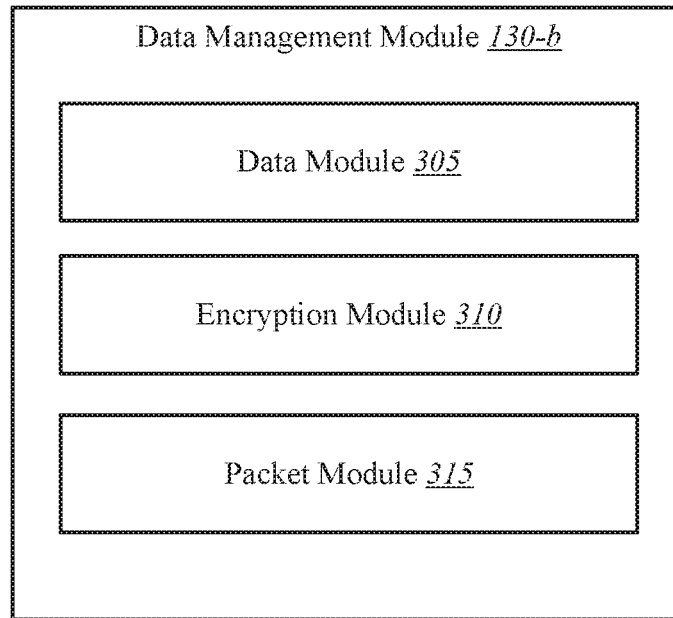 Data Management Module 130-b
Data Module 305
Encryption Module 310
Packet Module 315